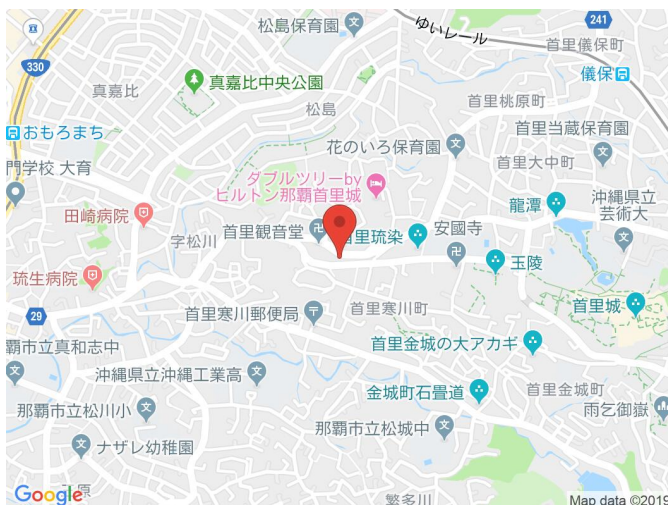 松島保育園
ゆいレール
241
首里儀保町
330
真嘉比
真嘉比中央公園
儀保
松島
首里桃原町
おもろまち
花のいろ保育園
首里当蔵保育園
門学校 大育
首里大中町
ダブルツリーby
ヒルトン那覇首里城
沖縄県立
芸術大
田崎病院
龍潭
字松川
首里観音堂
首里琉染
安國寺
玉陵
琉生病院
29
首里寒川郵便局
首里寒川町
首里城
覇市立真和志中
首里金城の大アカギ
沖縄県立沖縄工業高
金城町石畳道
首里金城町
那覇市立松川小
雨乞御嶽
那覇市立松城中
ナザレ幼稚園
Google
原
繁多川
Map data ©2019